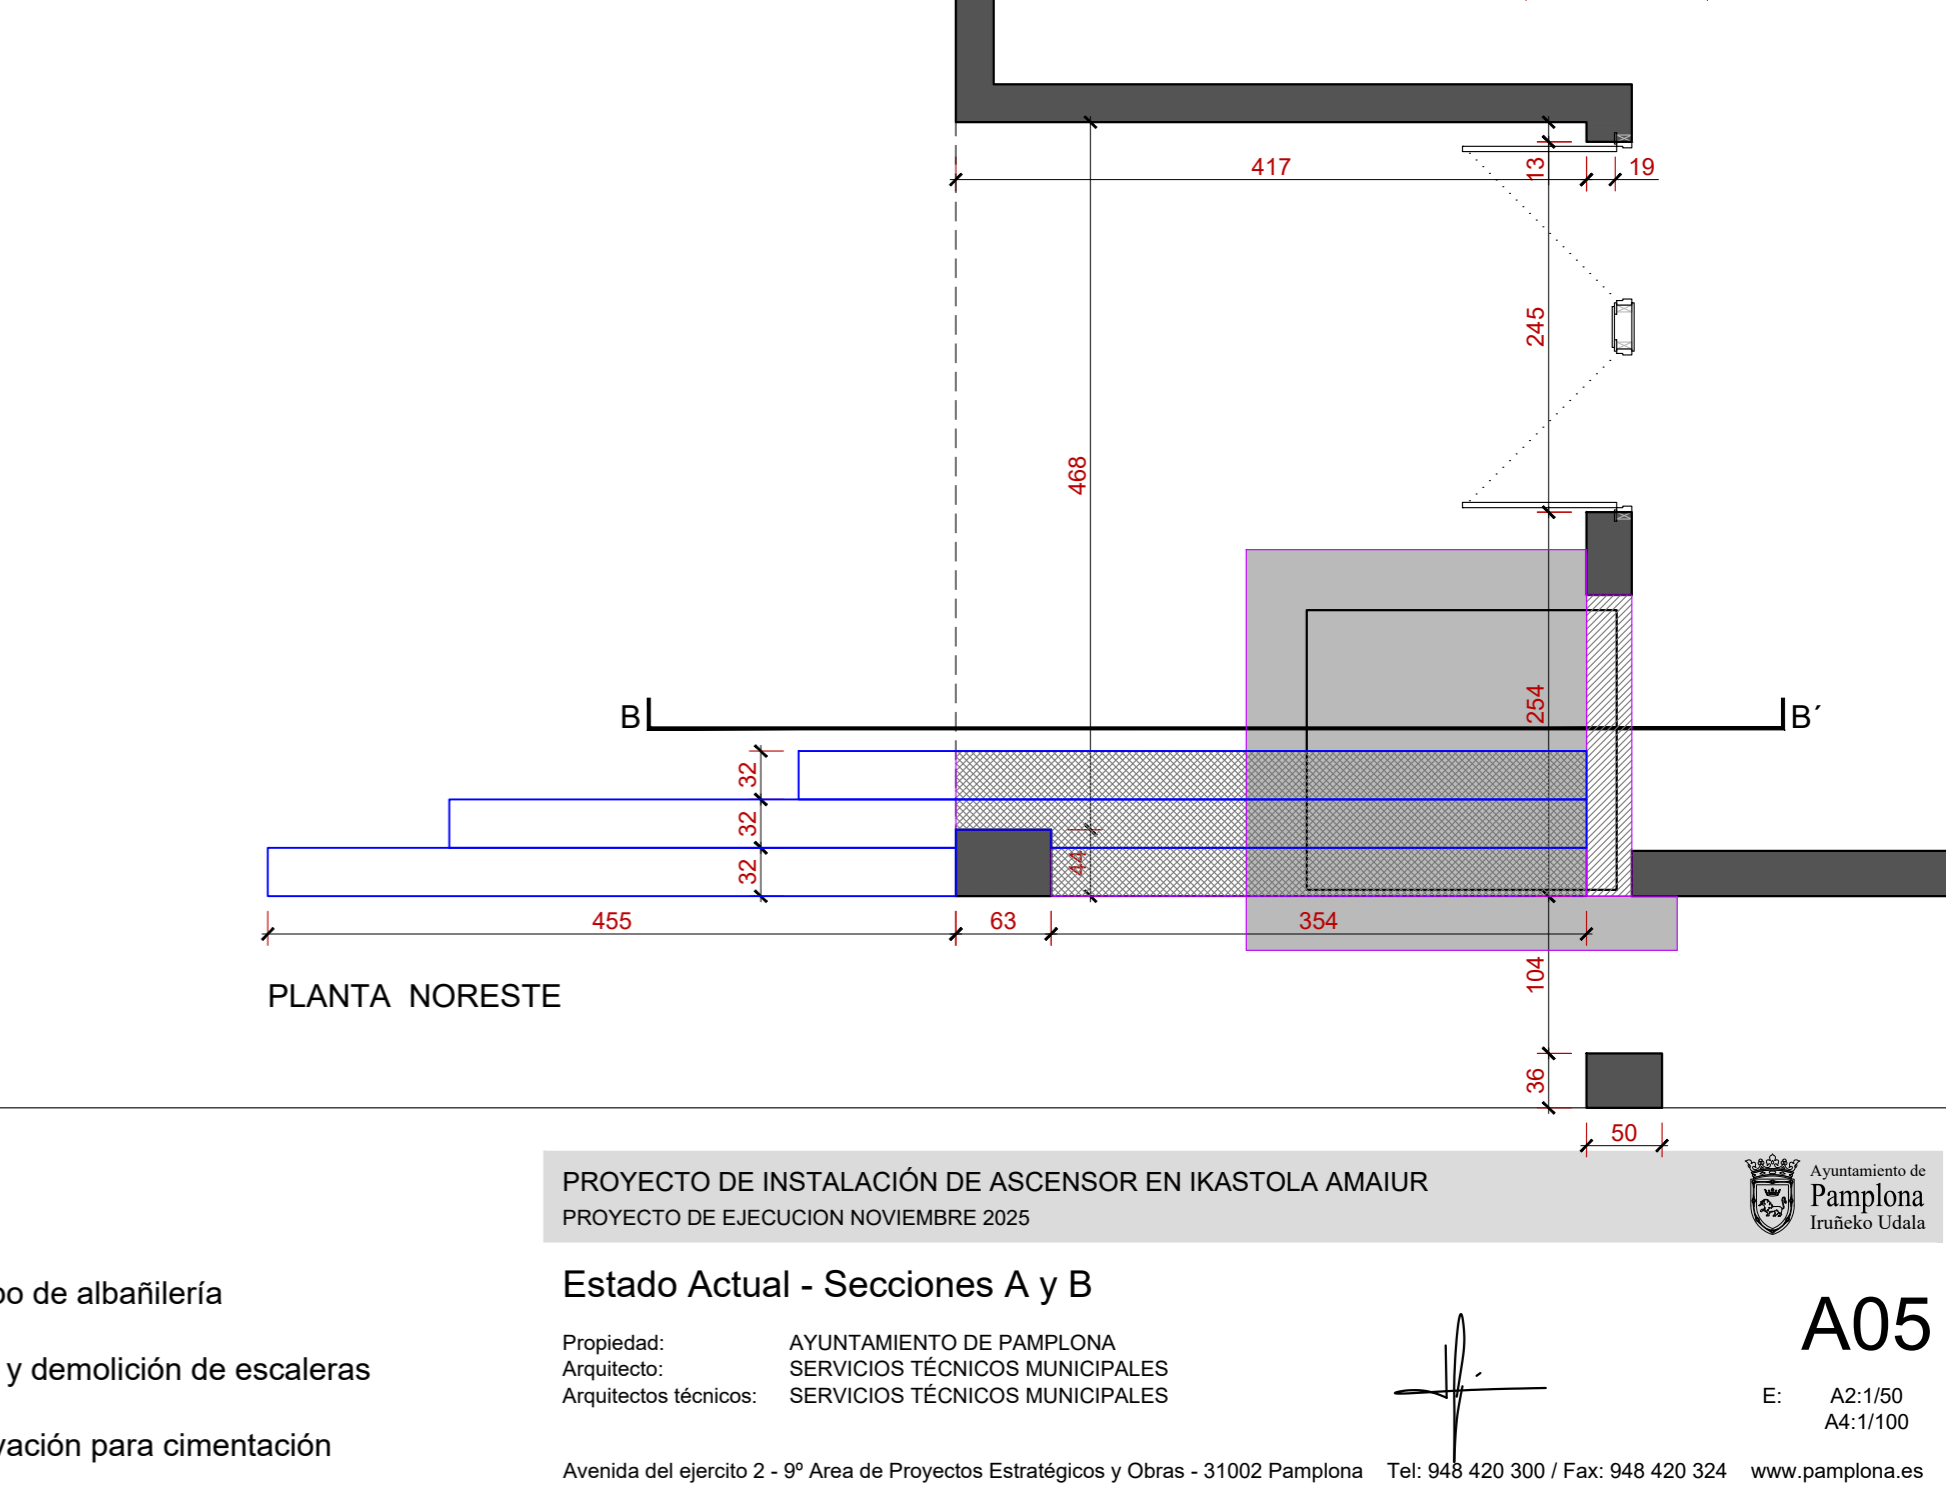 417
13
19
245
468
254
B
B´
32
32
32
44
455
63
354
104
PLANTA NORESTE
36
50
PROYECTO DE INSTALACIÓN DE ASCENSOR EN IKASTOLA AMAIUR
PROYECTO DE EJECUCION NOVIEMBRE 2025
Ayuntamiento de
Pamplona
Iruñeko Udala
de albañilería
y demolición de escaleras
para cimentación
Estado Actual - Secciones A y B
A05
Propiedad: AYUNTAMIENTO DE PAMPLONA
Arquitecto: SERVICIOS TÉCNICOS MUNICIPALES
Arquitectos técnicos: SERVICIOS TÉCNICOS MUNICIPALES
E: A2:1/50
A4:1/100
Avenida del ejercito 2 - 9º Area de Proyectos Estratégicos y Obras - 31002 Pamplona Tel: 948 420 300 / Fax: 948 420 324 www.pamplona.es